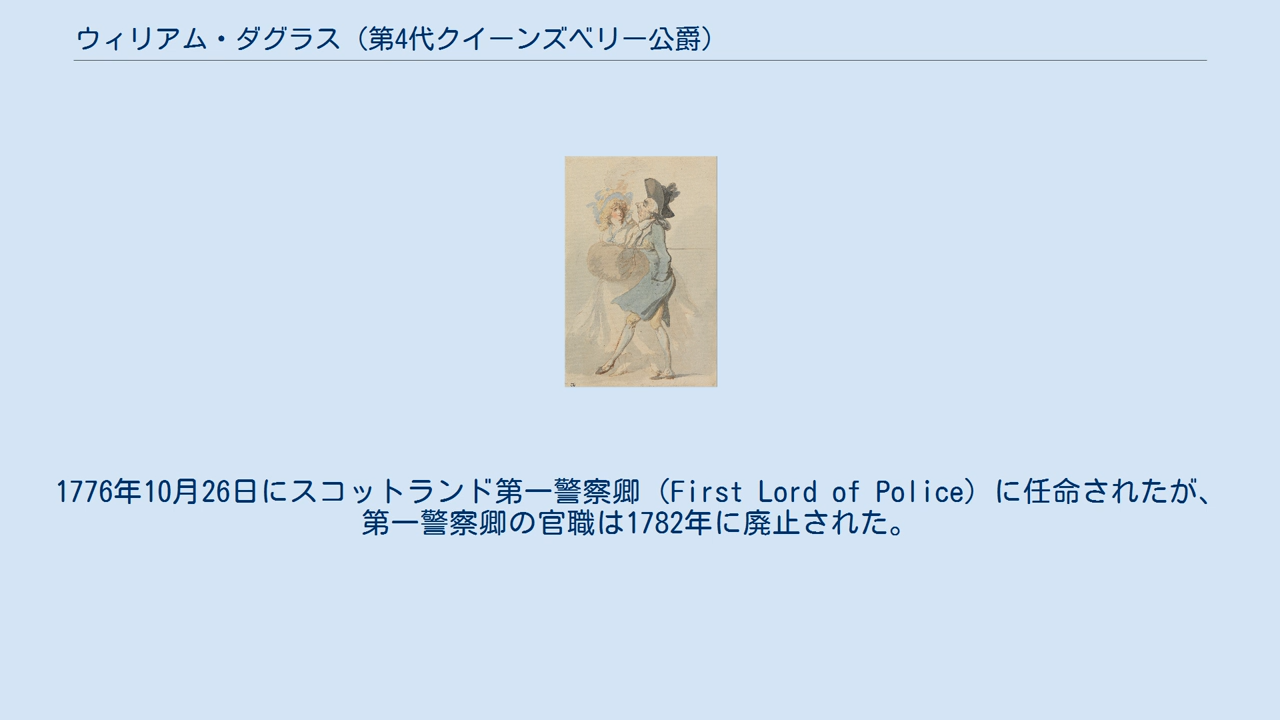 ウィリアム・ダグラス（第4代クイーンズベリー公爵）
1776年10月26日にスコットランド第一警察卿（First Lord of Police）に任命されたが、
第一警察卿の官職は1782年に廃止された。